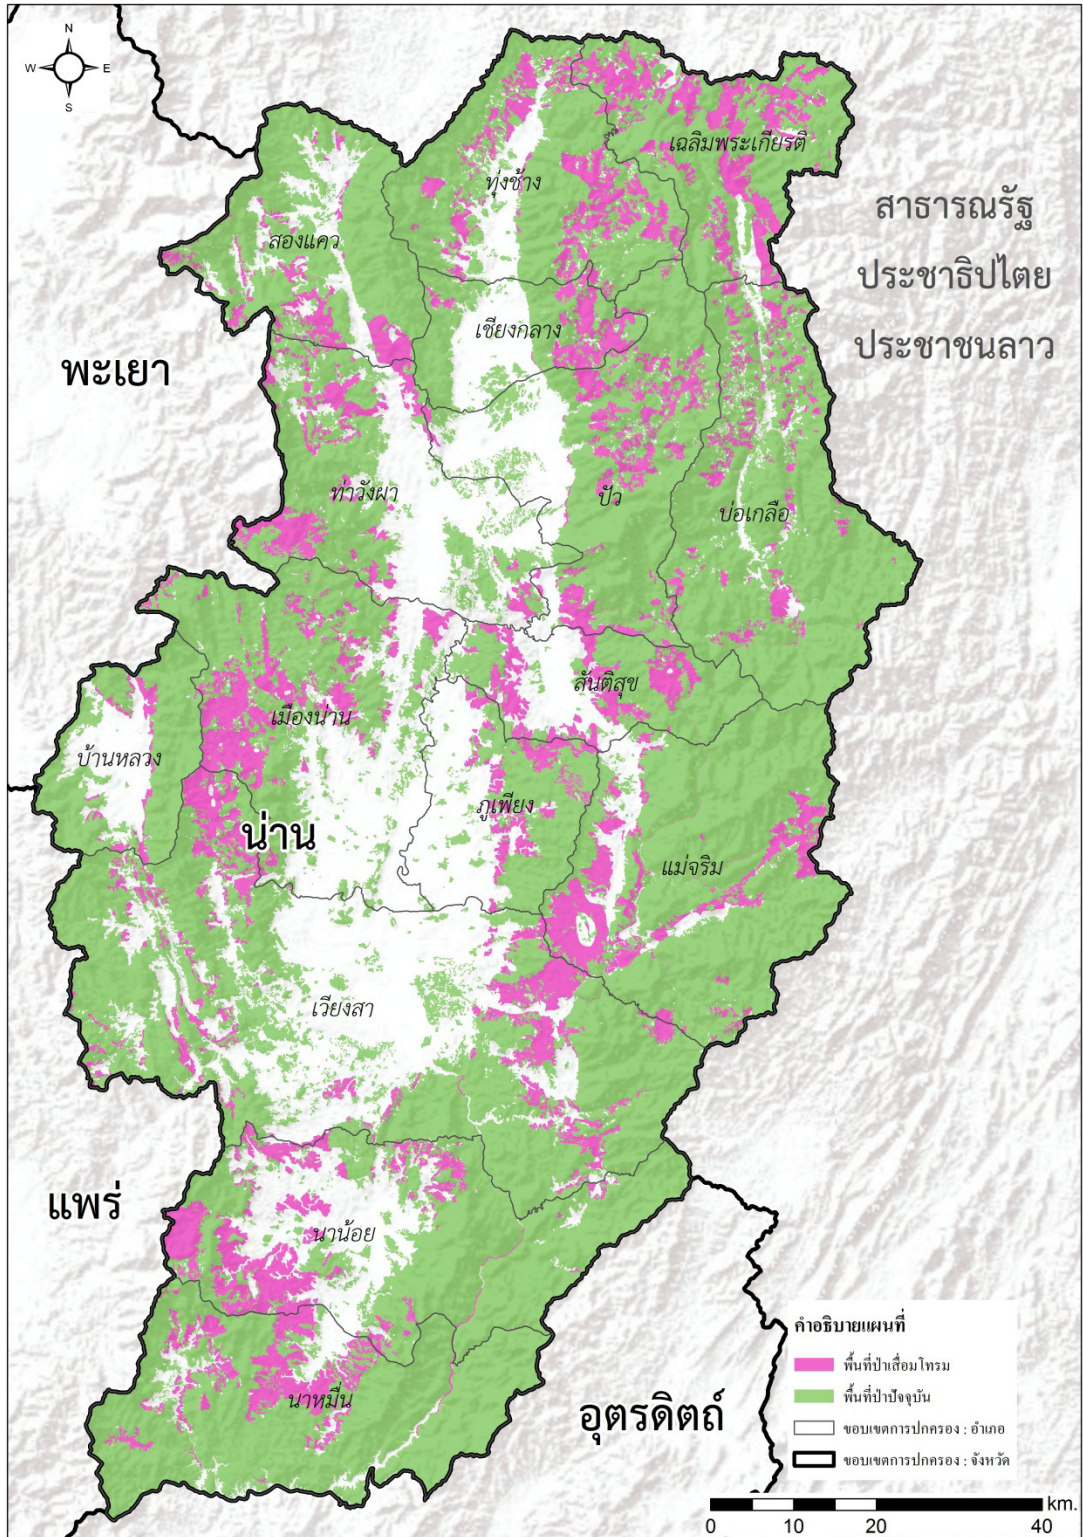 N
W E
S
เฉลิมพระเกียรติ
ทุ่งช้าง
สาธารณรัฐ
ประชาธิปไตย
ประชาชนลาว
สองแคว
เชียงกลาง
พะเยา
ท่าวังผา
ปัว
บ่อเกลือ
สันติสุข
เมืองน่าน
บ้านหลวง
ภูเพียง
น่าน
แม่จริม
เวียงสา
แพร่
นาน้อย
นาหมื่น
อุตรดิตถ์
คำอธิบายแผนที่
พื้นที่ป่าเสื่อมโทรม
พื้นที่ป่าปัจจุบัน
ขอบเขตการปกครอง : อำเภอ
ขอบเขตการปกครอง : จังหวัด
km.
0 10 20 40